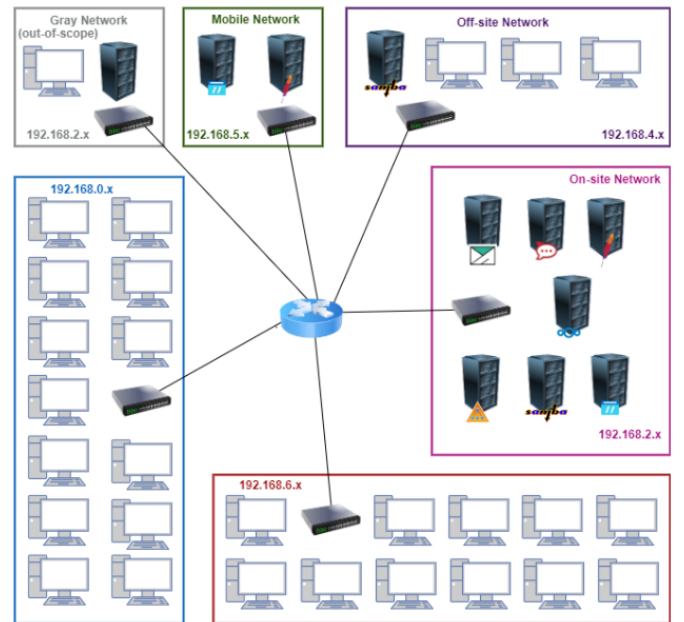 Gray Network
(out-of-scope)
192.168.2.x
Mobile Network
192.168.5.x
Off-site Network
samba
192.168.4.x
192.168.0.x
On-site Network
samba
192.168.2.x
192.168.6.x